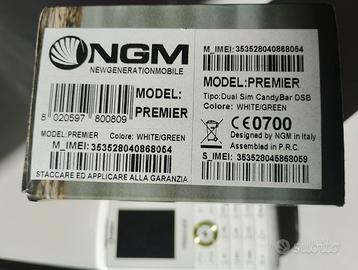 NGM
NEWGENERATIONMOBILE
MODEL:
PREMIER
8 020597 800809
MODEL:PREMIER Colore: WHITE/GREEN
M_IMEI: 353528040868054
STACCARE ED APPLICARE ALLA GARANZIA
M_IMEI: 353528040868054
MODEL:PREMIER
Tipo:Dual Sim CandyBar DSB
Colore: WHITE/GREEN
CE0700
Designed by NGM in Italy
Assembled in P.R.C.
S_IMEI: 353528045868059
subito